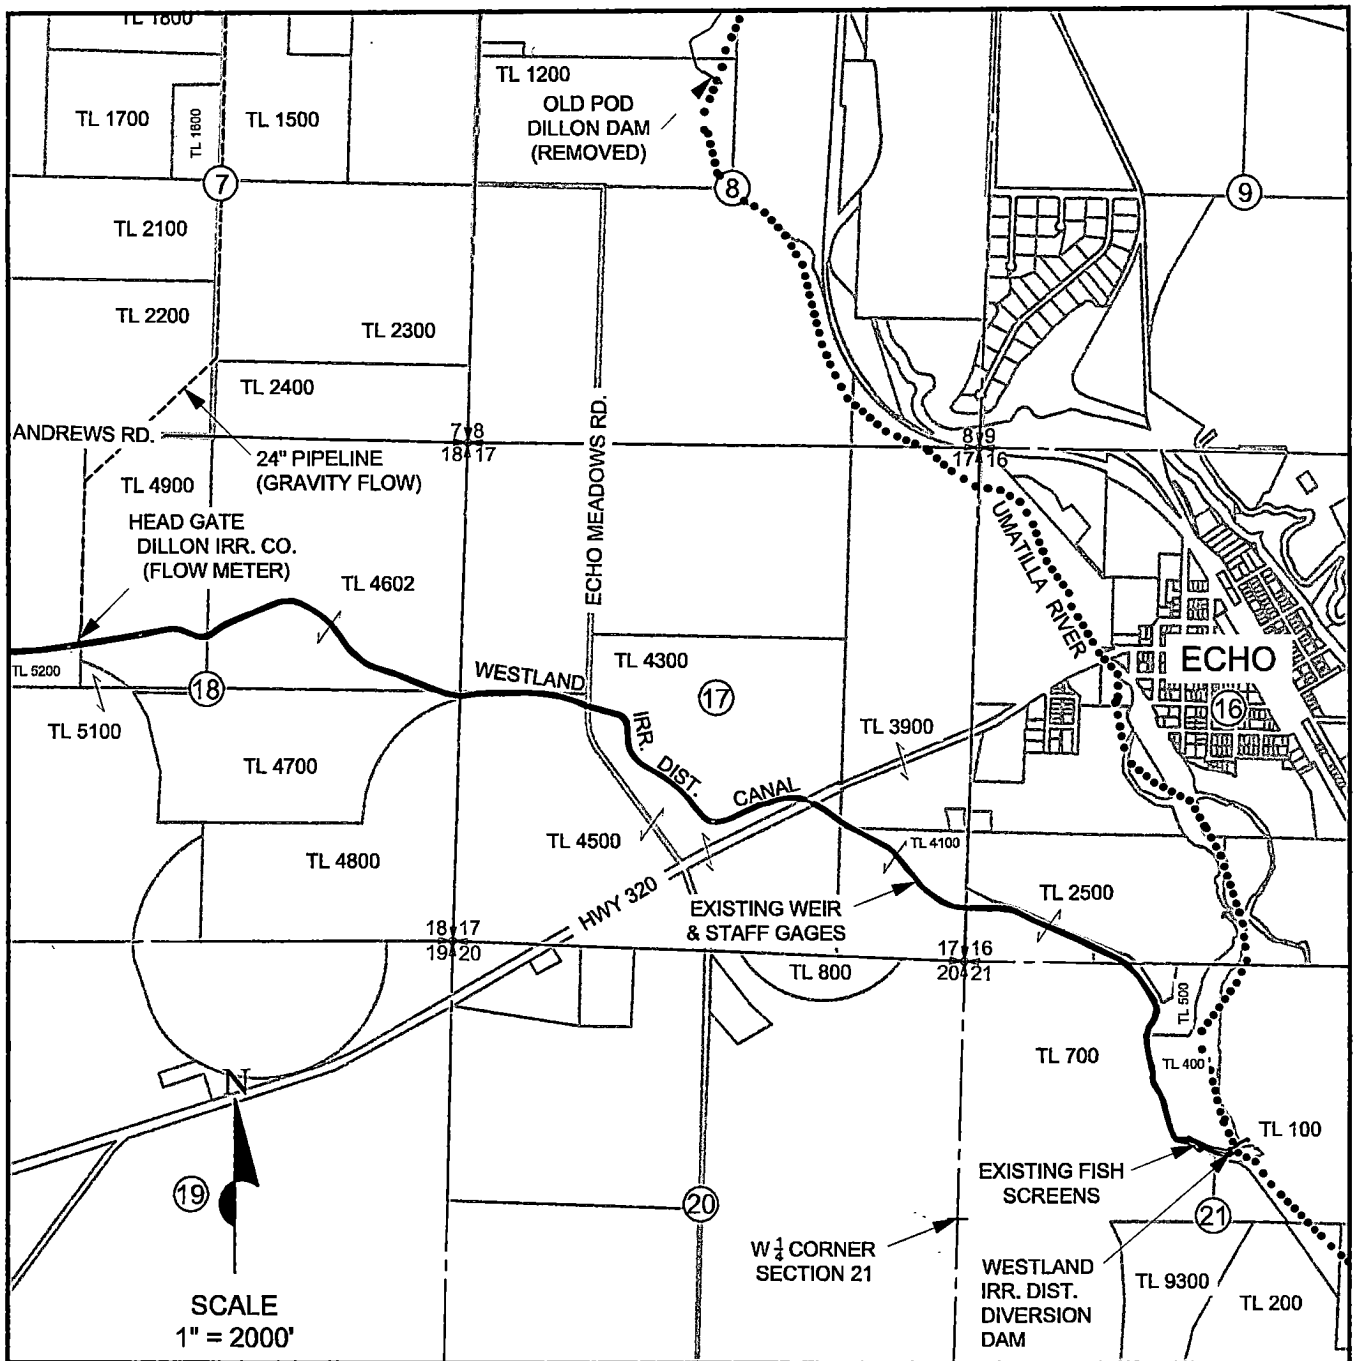 TL 1800
TL 1200
OLD POD
DILLON DAM
(REMOVED)
TL 1700
TL 1600
TL 1500
7
8
9
TL 2100
TL 2200
TL 2300
TL 2400
ECHO MEADOWS RD.
ANDREWS RD.
7 8
18 17
8 9
17 16
24" PIPELINE
(GRAVITY FLOW)
TL 4900
HEAD GATE
DILLON IRR. CO.
(FLOW METER)
TL 4602
UMATILLA RIVER
ECHO
TL 5200
18
WESTLAND
IRR. DIST.
CANAL
TL 4300
17
16
TL 5100
TL 3900
TL 4700
TL 4500
TL 4100
TL 4800
HWY 320
EXISTING WEIR
& STAFF GAGES
TL 2500
18 17
19 20
17 16
20 21
TL 800
TL 500
TL 700
TL 400
N
TL 100
EXISTING FISH
SCREENS
19
20
21
W 1/4 CORNER
SECTION 21
WESTLAND
IRR. DIST.
DIVERSION
DAM
TL 9300
TL 200
SCALE
1" = 2000'